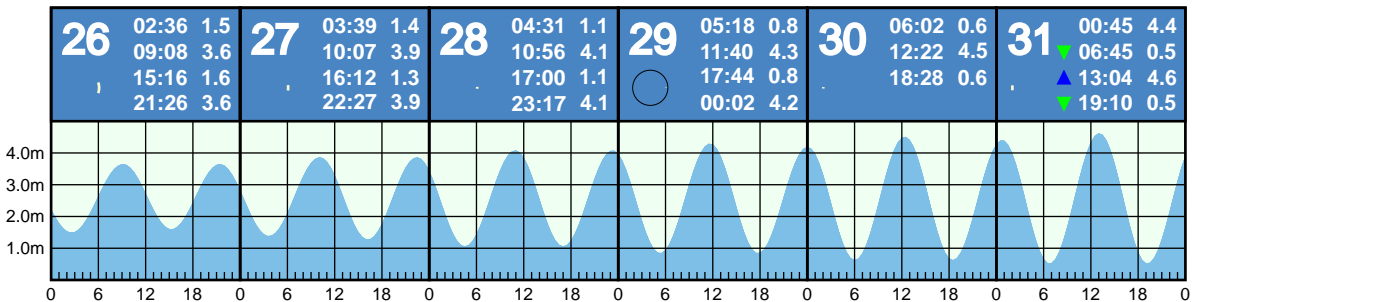 26 02:36 1.5
09:08 3.6
15:16 1.6
21:26 3.6
27 03:39 1.4
10:07 3.9
16:12 1.3
22:27 3.9
28 04:31 1.1
10:56 4.1
17:00 1.1
23:17 4.1
29 05:18 0.8
11:40 4.3
17:44 0.8
00:02 4.2
30 06:02 0.6
12:22 4.5
18:28 0.6
31 00:45 4.4
▼ 06:45 0.5
▲ 13:04 4.6
▼ 19:10 0.5
4.0m
3.0m
2.0m
1.0m
0 6 12 18 0 6 12 18 0 6 12 18 0 6 12 18 0 6 12 18 0 6 12 18 0